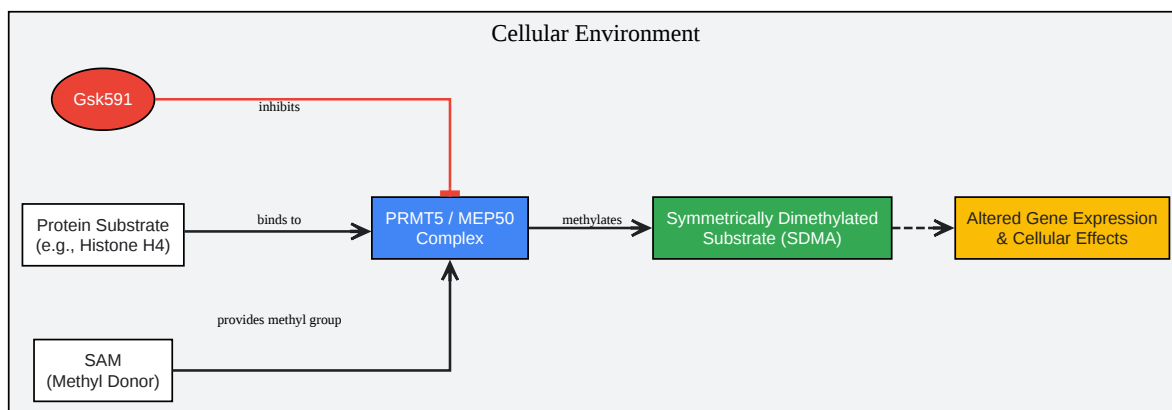 Cellular Environment
Gsk591
inhibits
Protein Substrate
(e.g., Histone H4)
binds to
PRMT5 / MEP50
Complex
methylates
Symmetrically Dimethylated
Substrate (SDMA)
Altered Gene Expression
& Cellular Effects
provides methyl group
SAM
(Methyl Donor)